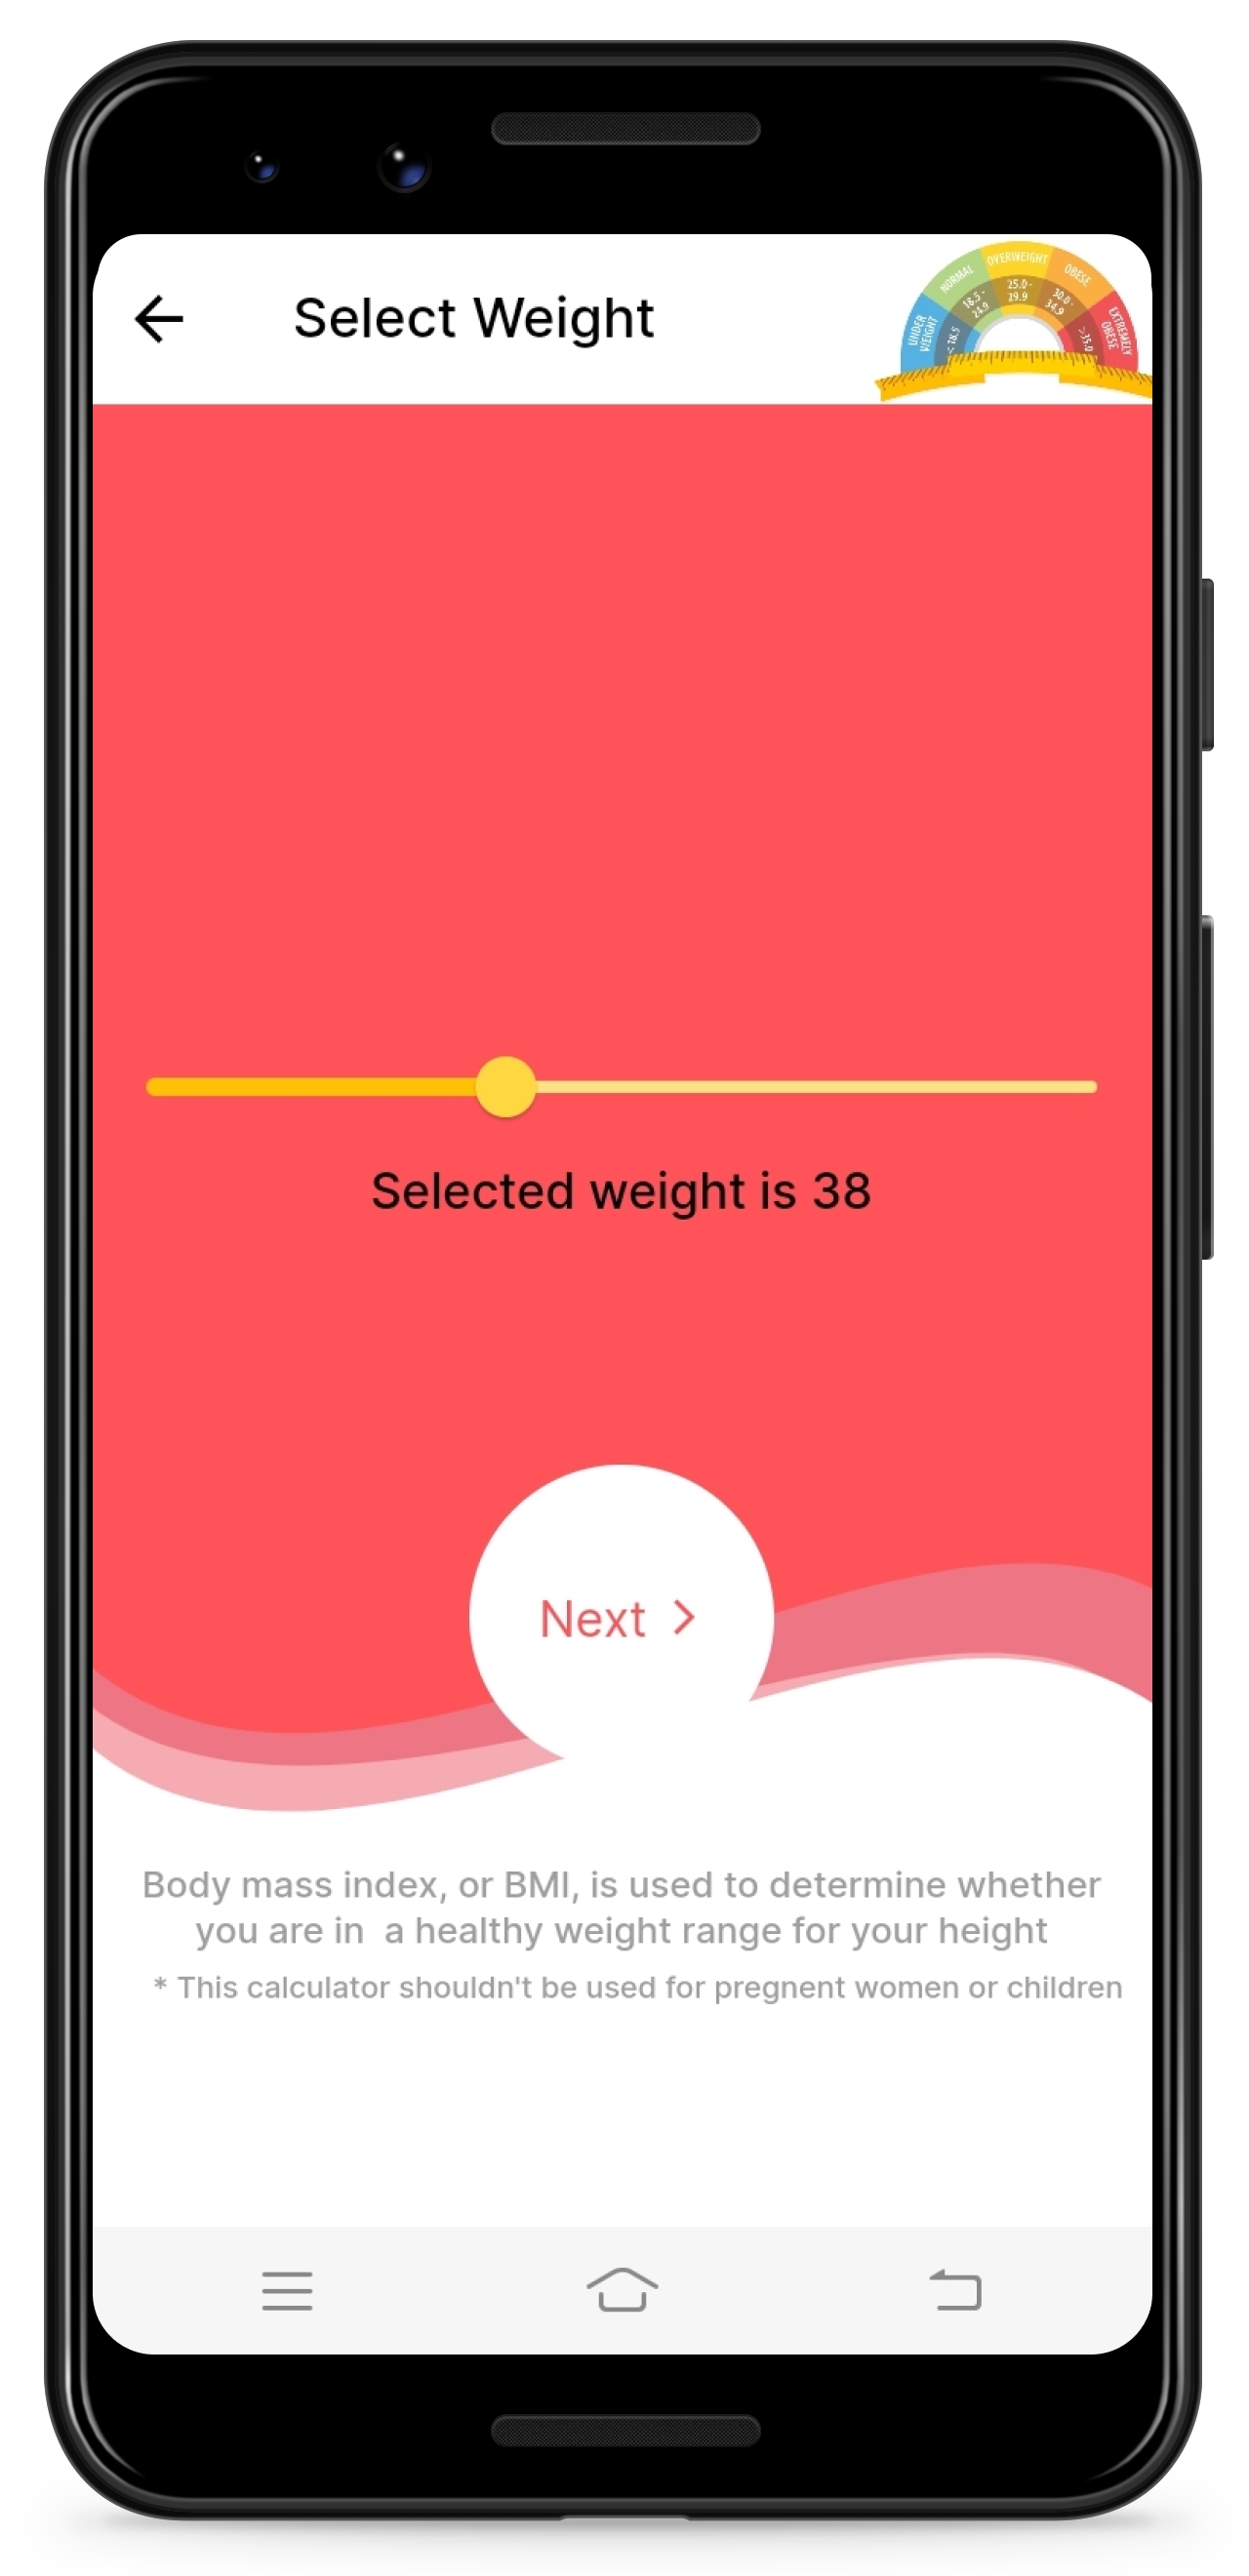 Select Weight
UNDER
WEIGHT
< 18.5
NORMAL
18.5 -
24.9
OVERWEIGHT
25.0 -
29.9
OBESE
30.0 -
34.9
EXTREMELY
OBESE
>35.0
Selected weight is 38
Next
Body mass index, or BMI, is used to determine whether
you are in  a healthy weight range for your height
* This calculator shouldn't be used for pregnent women or children